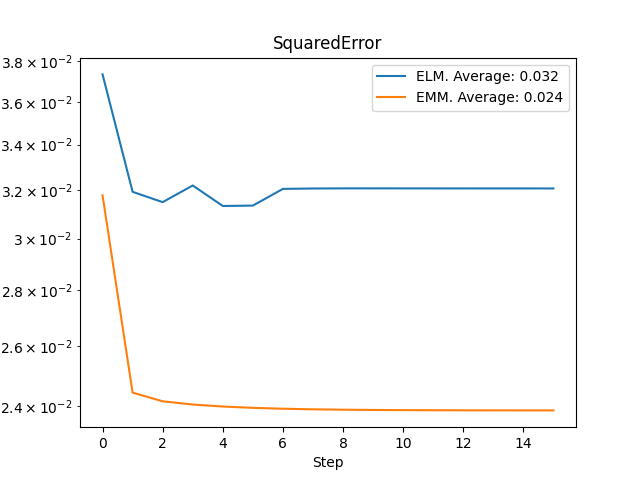 SquaredError
3.8 × 10⁻²
3.6 × 10⁻²
3.4 × 10⁻²
3.2 × 10⁻²
3 × 10⁻²
2.8 × 10⁻²
2.6 × 10⁻²
2.4 × 10⁻²
ELM. Average: 0.032
EMM. Average: 0.024
0 2 4 6 8 10 12 14
Step